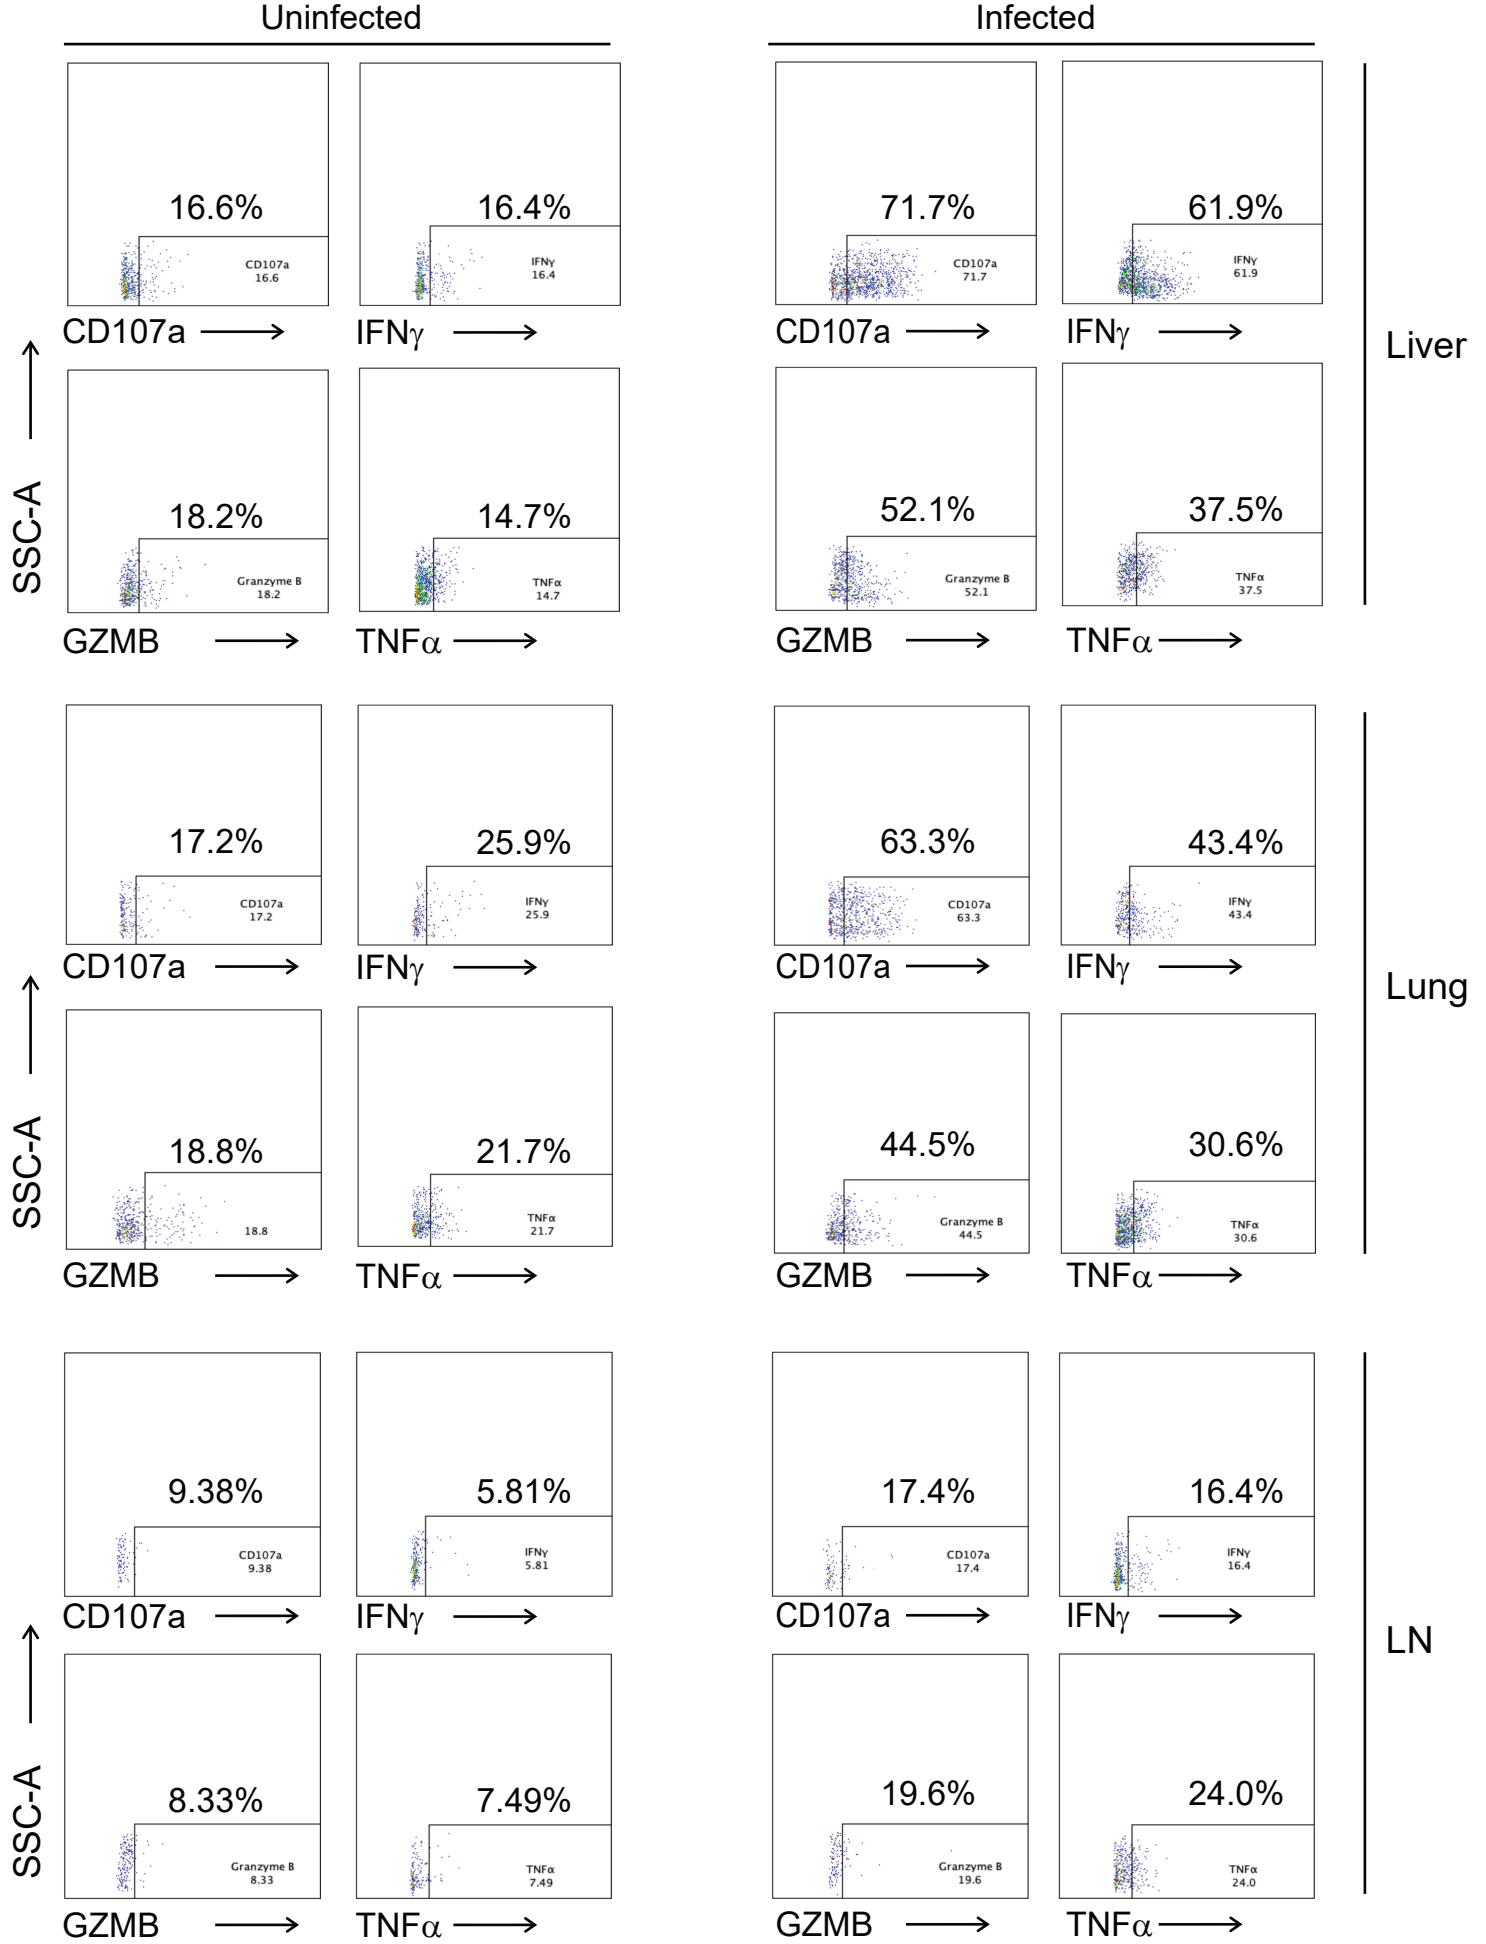 Uninfected
Infected
16.6%
CD107a
16.6
CD107a
16.4%
IFNγ
16.4
IFNγ
71.7%
CD107a
71.7
CD107a
61.9%
IFNγ
61.9
IFNγ
Liver
SSC-A
18.2%
Granzyme B
18.2
GZMB
14.7%
TNFα
14.7
TNFα
52.1%
Granzyme B
52.1
GZMB
37.5%
TNFα
37.5
TNFα
17.2%
CD107a
17.2
CD107a
25.9%
IFNγ
25.9
IFNγ
63.3%
CD107a
63.3
CD107a
43.4%
IFNγ
43.4
IFNγ
Lung
SSC-A
18.8%
18.8
GZMB
21.7%
TNFα
21.7
TNFα
44.5%
Granzyme B
44.5
GZMB
30.6%
TNFα
30.6
TNFα
9.38%
CD107a
9.38
CD107a
5.81%
IFNγ
5.81
IFNγ
17.4%
CD107a
17.4
CD107a
16.4%
IFNγ
16.4
IFNγ
LN
SSC-A
8.33%
Granzyme B
8.33
GZMB
7.49%
TNFα
7.49
TNFα
19.6%
Granzyme B
19.6
GZMB
24.0%
TNFα
24.0
TNFα